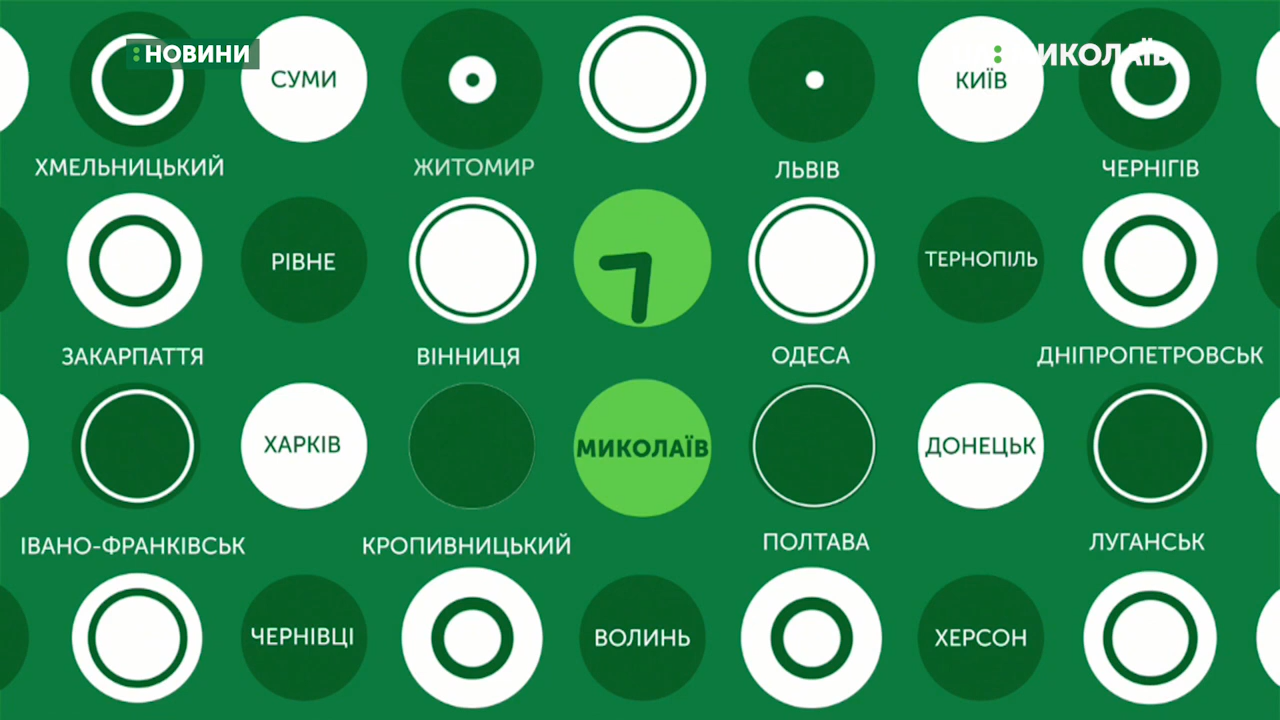 НОВИНИ
МИКОЛАЇВ
СУМИ
КИЇВ
ХМЕЛЬНИЦЬКИЙ
ЖИТОМИР
ЛЬВІВ
ЧЕРНІГІВ
РІВНЕ
ТЕРНОПІЛЬ
ЗАКАРПАТТЯ
ВІННИЦЯ
ОДЕСА
ДНІПРОПЕТРОВСЬК
ХАРКІВ
МИКОЛАЇВ
ДОНЕЦЬК
ІВАНО-ФРАНКІВСЬК
КРОПИВНИЦЬКИЙ
ПОЛТАВА
ЛУГАНСЬК
ЧЕРНІВЦІ
ВОЛИНЬ
ХЕРСОН